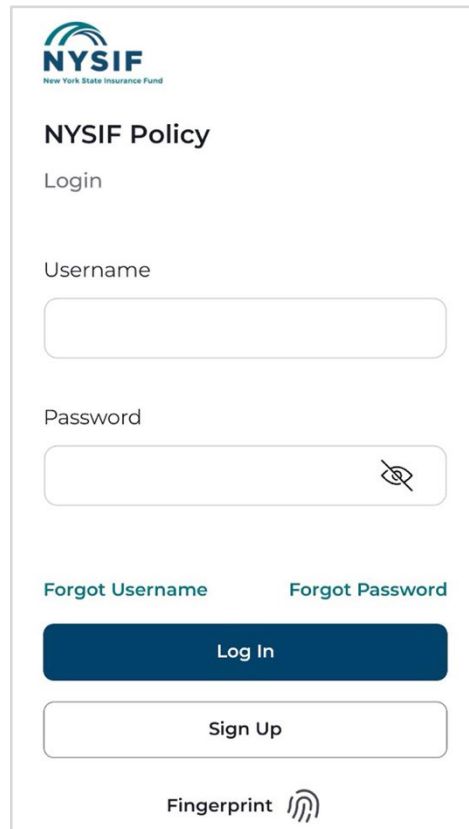 NYSIF
New York State Insurance Fund
NYSIF Policy
Login
Username
Password
Forgot Username Forgot Password
Log In
Sign Up
Fingerprint